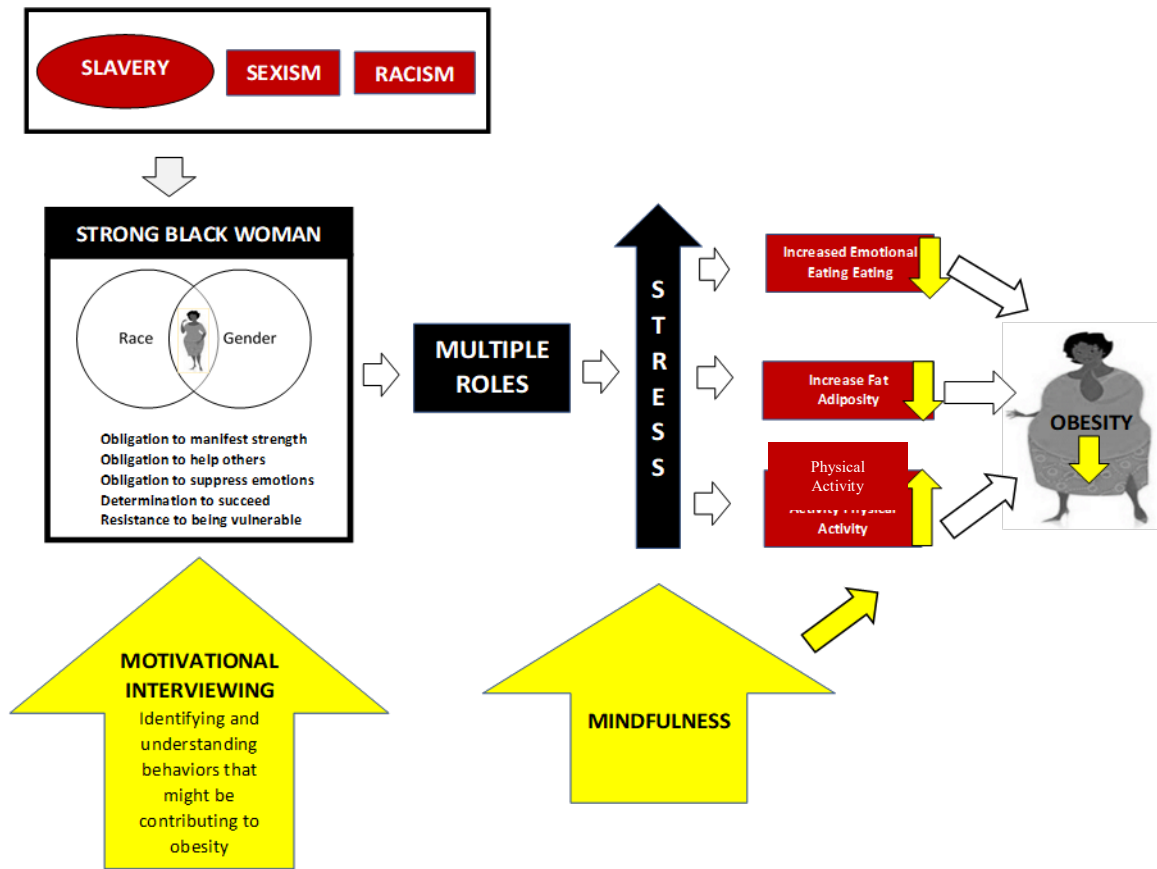 SLAVERY
SEXISM
RACISM
STRONG BLACK WOMAN
Race
Gender
Obligation to manifest strength
Obligation to help others
Obligation to suppress emotions
Determination to succeed
Resistance to being vulnerable
MULTIPLE
ROLES
S
T
R
E
S
S
Increased Emotional
Eating Eating
Increase Fat
Adiposity
Physical
Activity
Activity Physical
Activity
OBESITY
MOTIVATIONAL
INTERVIEWING
Identifying and
understanding
behaviors that
might be
contributing to
obesity
MINDFULNESS